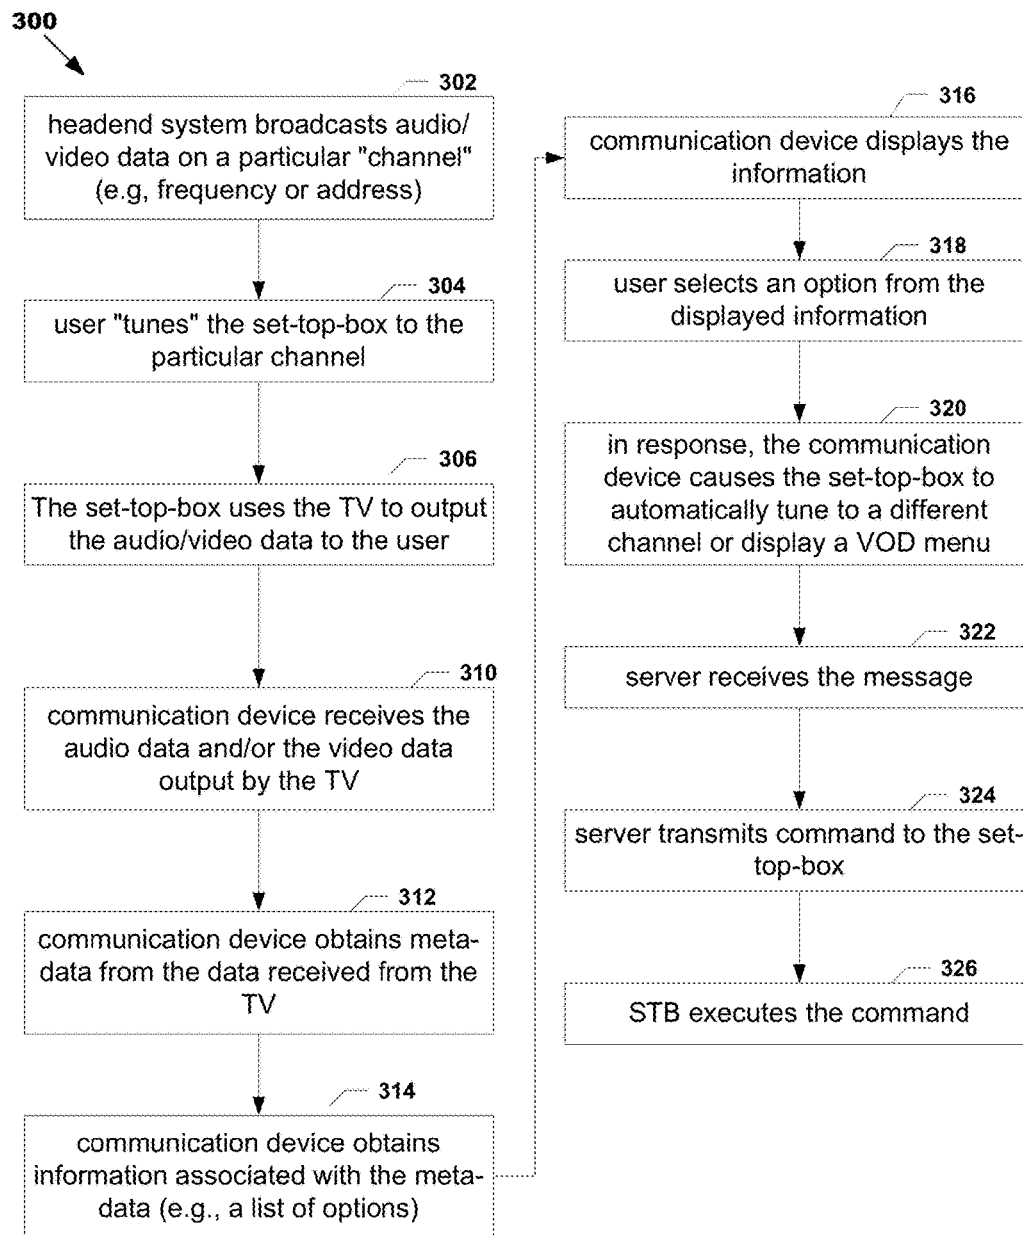 300
302
headend system broadcasts audio/
video data on a particular "channel"
(e.g, frequency or address)
304
user "tunes" the set-top-box to the
particular channel
306
The set-top-box uses the TV to output
the audio/video data to the user
310
communication device receives the
audio data and/or the video data
output by the TV
312
communication device obtains meta-
data from the data received from the
TV
314
communication device obtains
information associated with the meta-
data (e.g., a list of options)
316
communication device displays the
information
318
user selects an option from the
displayed information
320
in response, the communication
device causes the set-top-box to
automatically tune to a different
channel or display a VOD menu
322
server receives the message
324
server transmits command to the set-
top-box
326
STB executes the command